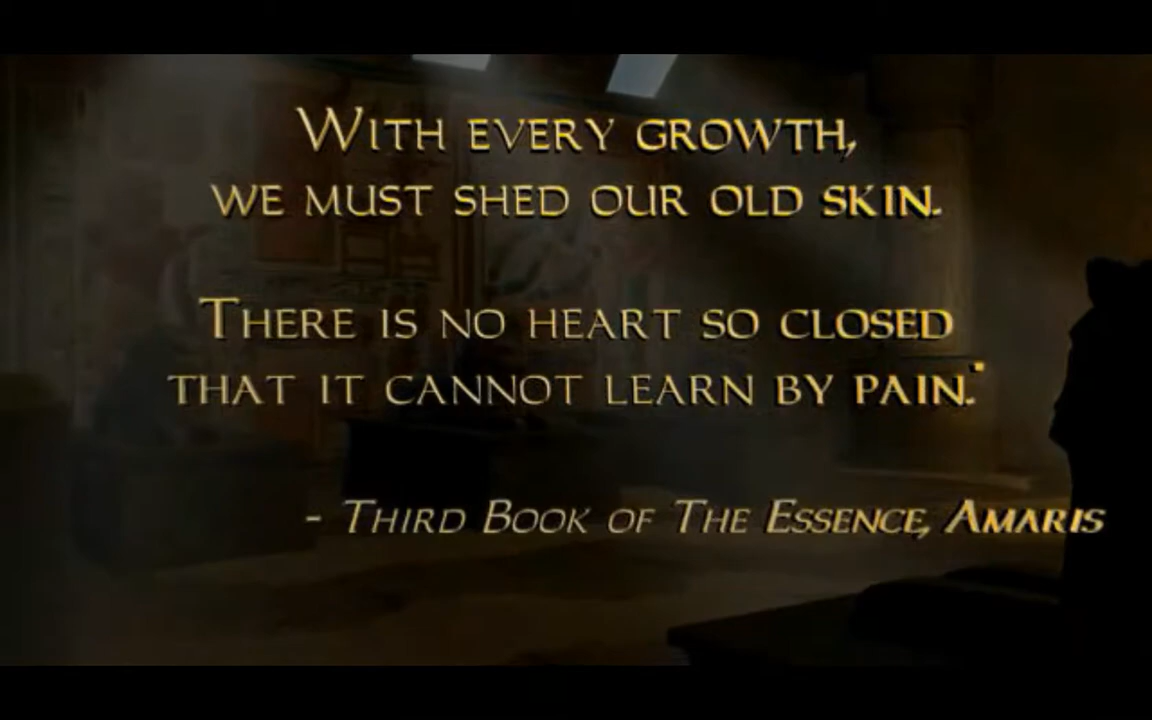 With every growth,
we must shed our old skin.
There is no heart so closed
that it cannot learn by pain."
- Third Book of The Essence, Amaris